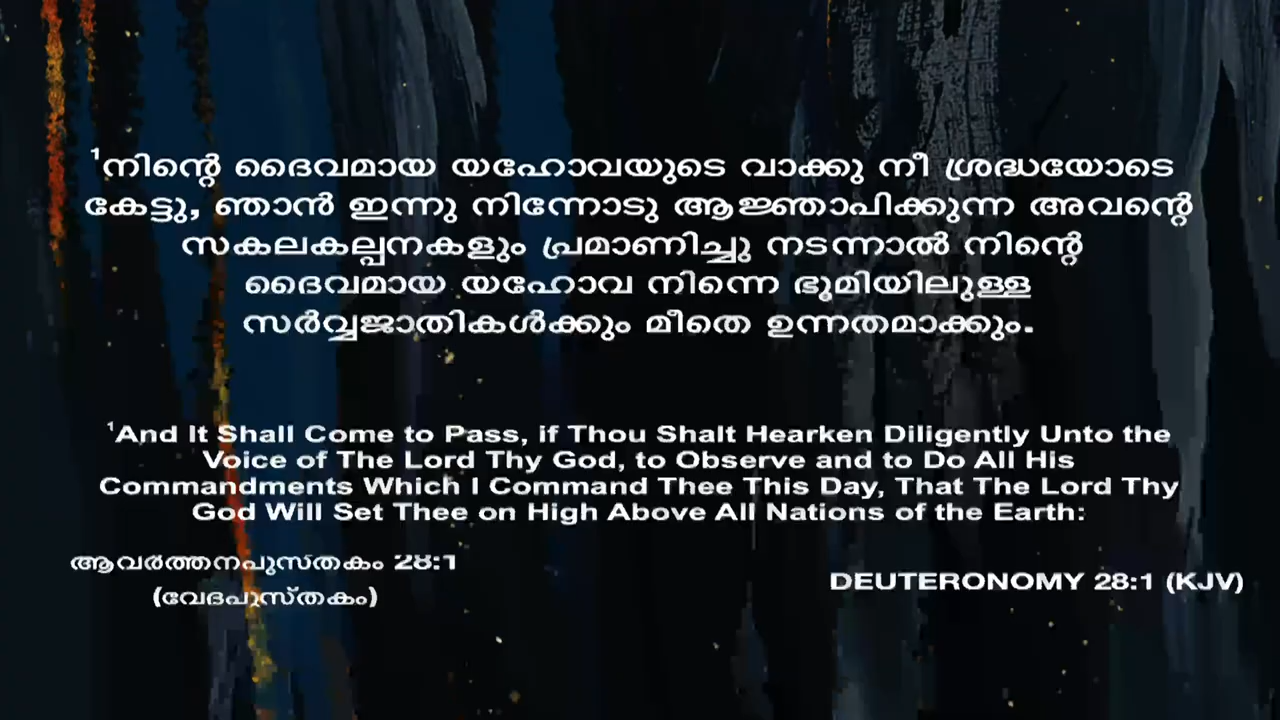 ¹നിന്റെ ദൈവമായ യഹോവയുടെ വാക്കു നീ ശ്രദ്ധയോടെ
കേട്ടു, ഞാൻ ഇന്നു നിന്നോടു ആജ്ഞാപിക്കുന്ന അവന്റെ
സകലകല്പനകളും പ്രമാണിച്ചു നടന്നാൽ നിന്റെ
ദൈവമായ യഹോവ നിന്നെ ഭൂമിയിലുള്ള
സർവ്വജാതികൾക്കും മീതെ ഉന്നതമാക്കും.
¹And It Shall Come to Pass, if Thou Shalt Hearken Diligently Unto the
Voice of The Lord Thy God, to Observe and to Do All His
Commandments Which I Command Thee This Day, That The Lord Thy
God Will Set Thee on High Above All Nations of the Earth:
ആവർത്തനപുസ്തകം 28:1
(വേദപുസ്തകം)
DEUTERONOMY 28:1 (KJV)